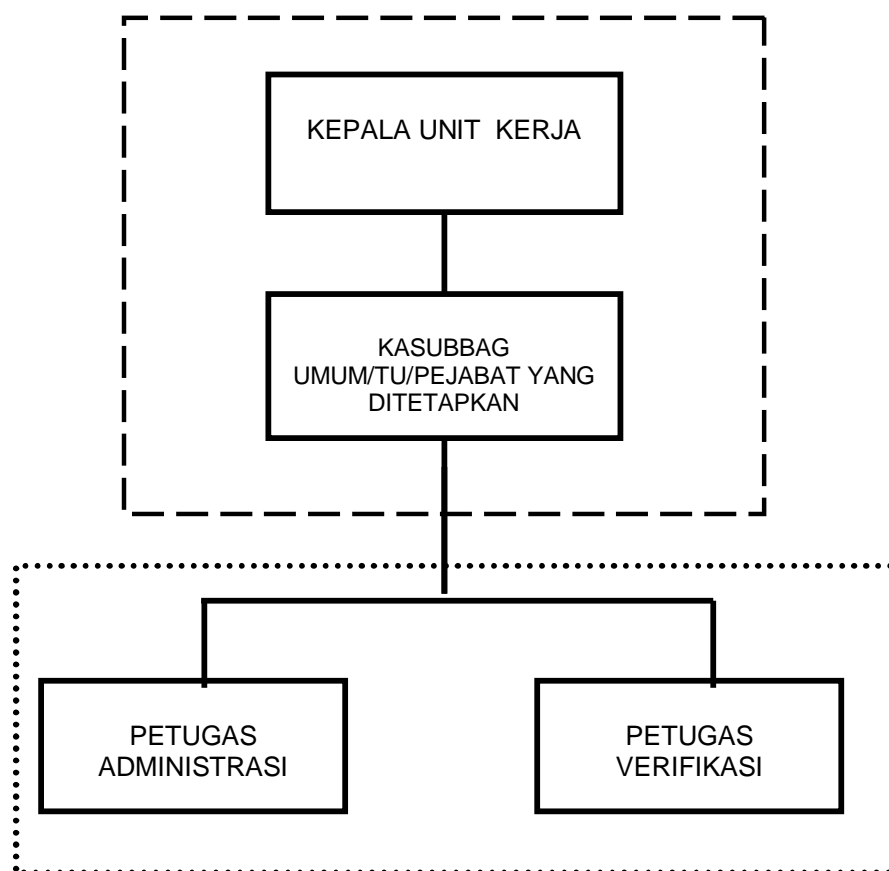 KEPALA UNIT KERJA
KASUBBAG
UMUM/TU/PEJABAT YANG
DITETAPKAN
PETUGAS
ADMINISTRASI
PETUGAS
VERIFIKASI